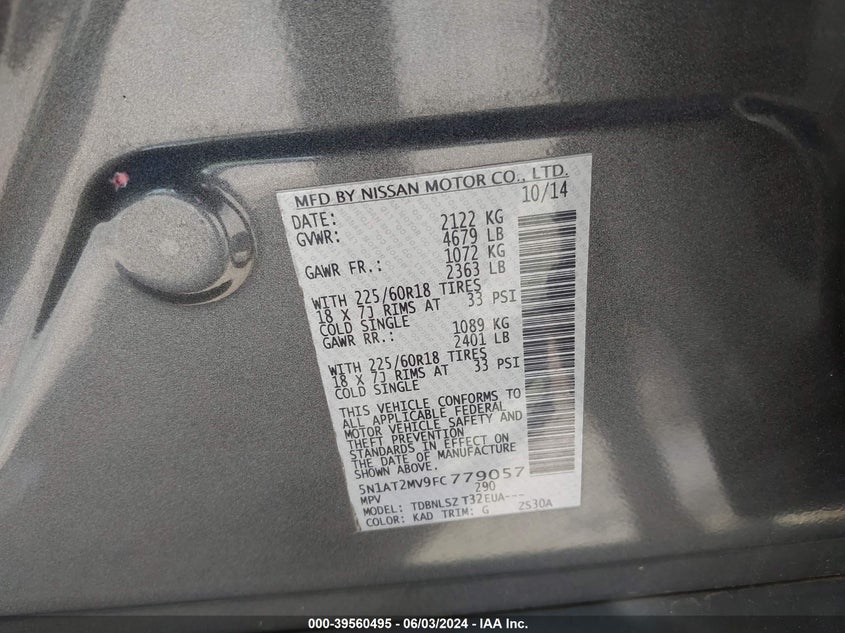 MFD BY NISSAN MOTOR CO., LTD.
DATE: 10/14
GVWR: 2122 KG
4679 LB
GAWR FR.: 1072 KG
2363 LB
WITH 225/60R18 TIRES
18 X 7J RIMS AT 33 PSI
COLD SINGLE
GAWR RR.: 1089 KG
2401 LB
WITH 225/60R18 TIRES
18 X 7J RIMS AT 33 PSI
COLD SINGLE
THIS VEHICLE CONFORMS TO
ALL APPLICABLE FEDERAL
MOTOR VEHICLE SAFETY AND
THEFT PREVENTION
STANDARDS IN EFFECT ON
THE DATE OF MANUFACTURE
SHOWN ABOVE.
5N1AT2MV9FC779057
MPV 290
MODEL: TDBNLSZ T32EUA---
COLOR: KAD TRIM: G 2530A
000-39560495 - 06/03/2024 - IAA Inc.